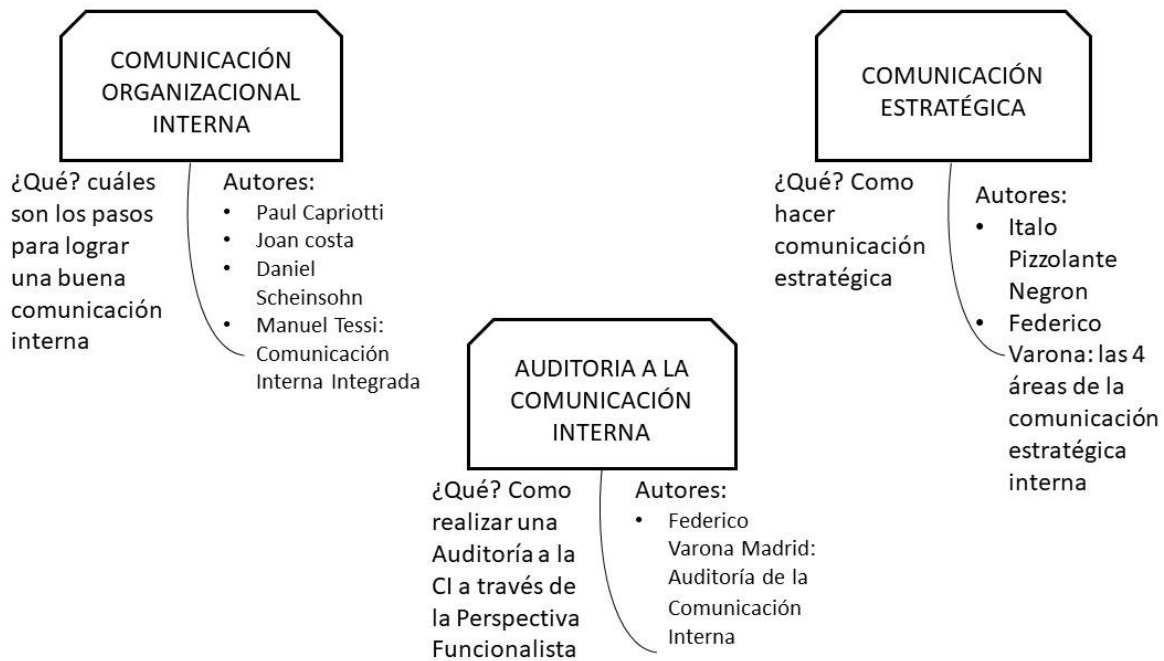 COMUNICACIÓN
ORGANIZACIONAL
INTERNA
¿Qué? cuáles
son los pasos
para lograr
una buena
comunicación
interna
Autores:
• Paul Capriotti
• Joan costa
• Daniel
Scheinsohn
• Manuel Tessi:
Comunicación
Interna Integrada
AUDITORIA A LA
COMUNICACIÓN
INTERNA
¿Qué? Como
realizar una
Auditoría a la
CI a través de
la Perspectiva
Funcionalista
Autores:
• Federico
Varona Madrid:
Auditoría de la
Comunicación
Interna
COMUNICACIÓN
ESTRATÉGICA
¿Qué? Como
hacer
comunicación
estratégica
Autores:
• Italo
Pizzolante
Negron
• Federico
Varona: las 4
áreas de la
comunicación
estratégica
interna